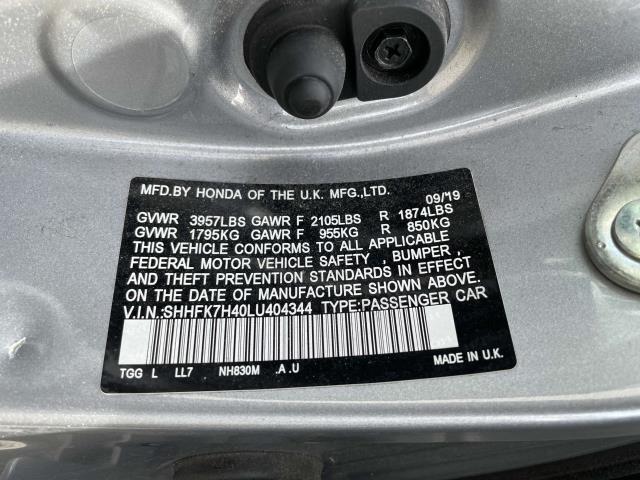 MFD.BY HONDA OF THE U.K. MFG.,LTD. 09/19
GVWR 3957LBS GAWR F 2105LBS R 1874LBS
GVWR 1795KG GAWR F 955KG R 850KG
THIS VEHICLE CONFORMS TO ALL APPLICABLE
FEDERAL MOTOR VEHICLE SAFETY , BUMPER ,
AND THEFT PREVENTION STANDARDS IN EFFECT
ON THE DATE OF MANUFACTURE SHOWN ABOVE.
V.I.N.:SHHFK7H40LU404344 TYPE:PASSENGER CAR
TGG L LL7 NH830M .A.U MADE IN U.K.